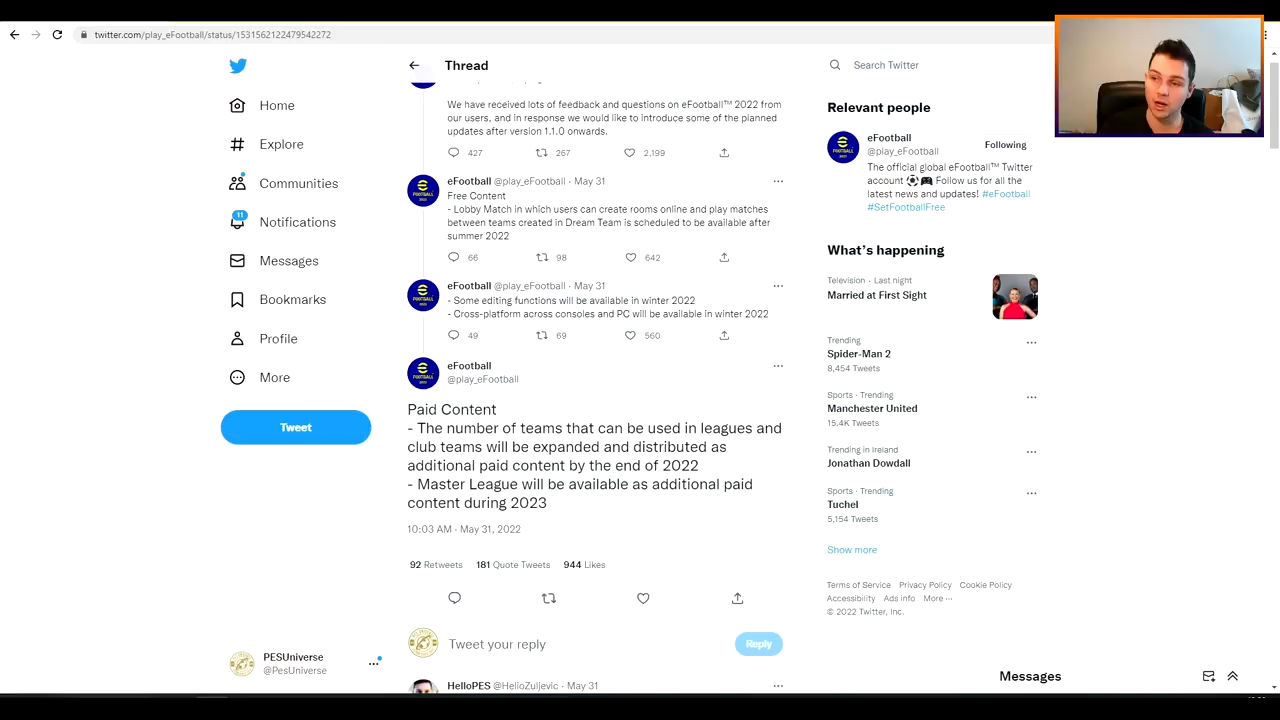 twitter.com/play_eFootball/status/1531562122479542272
Home
Explore
Communities
11
Notifications
Messages
Bookmarks
Profile
More
Tweet
PESUniverse
@PesUniverse
Thread
We have received lots of feedback and questions on eFootball™ 2022 from
our users, and in response we would like to introduce some of the planned
updates after version 1.1.0 onwards.
427 267 2,199
eFootball @play_eFootball · May 31
Free Content
- Lobby Match in which users can create rooms online and play matches
between teams created in Dream Team is scheduled to be available after
summer 2022
66 98 642
eFootball @play_eFootball · May 31
- Some editing functions will be available in winter 2022
- Cross-platform across consoles and PC will be available in winter 2022
49 69 560
eFootball
@play_eFootball
Paid Content
- The number of teams that can be used in leagues and
club teams will be expanded and distributed as
additional paid content by the end of 2022
- Master League will be available as additional paid
content during 2023
10:03 AM · May 31, 2022
92 Retweets 181 Quote Tweets 944 Likes
Tweet your reply
Reply
HelloPES @HelioZuljevic · May 31
Search Twitter
Relevant people
eFootball
@play_eFootball
Following
The official global eFootball™ Twitter
account ⚽🎮 Follow us for all the
latest news and updates! #eFootball
#SetFootballFree
What's happening
Television · Last night
Married at First Sight
Trending
Spider-Man 2
8,454 Tweets
Sports · Trending
Manchester United
15.4K Tweets
Trending in Ireland
Jonathan Dowdall
Sports · Trending
Tuchel
5,154 Tweets
Show more
Terms of Service Privacy Policy Cookie Policy
Accessibility Ads info More ···
© 2022 Twitter, Inc.
Messages